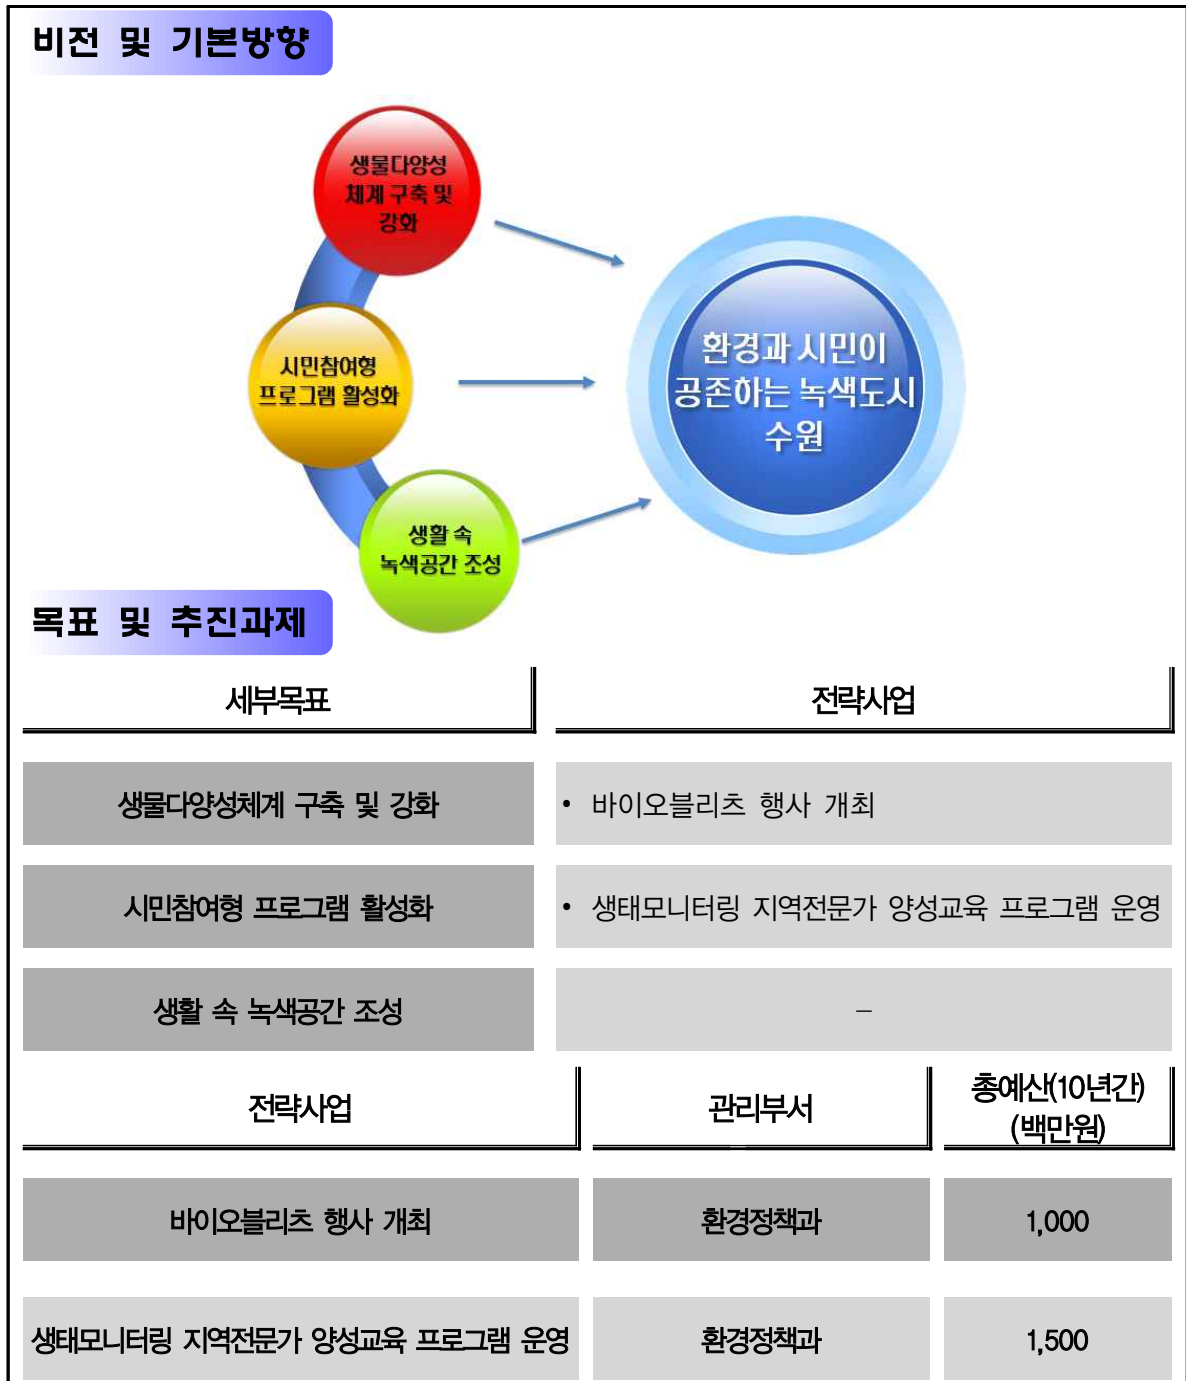 비전 및 기본방향
생물다양성
체계 구축 및
강화
시민참여형
프로그램 활성화
생활 속
녹색공간 조성
환경과 시민이
공존하는 녹색도시
수원
목표 및 추진과제
세부목표 전략사업
생물다양성체계 구축 및 강화 • 바이오블리츠 행사 개최
시민참여형 프로그램 활성화 • 생태모니터링 지역전문가 양성교육 프로그램 운영
생활 속 녹색공간 조성 –
전략사업 관리부서 총예산(10년간)
(백만원)
바이오블리츠 행사 개최 환경정책과 1,000
생태모니터링 지역전문가 양성교육 프로그램 운영 환경정책과 1,500